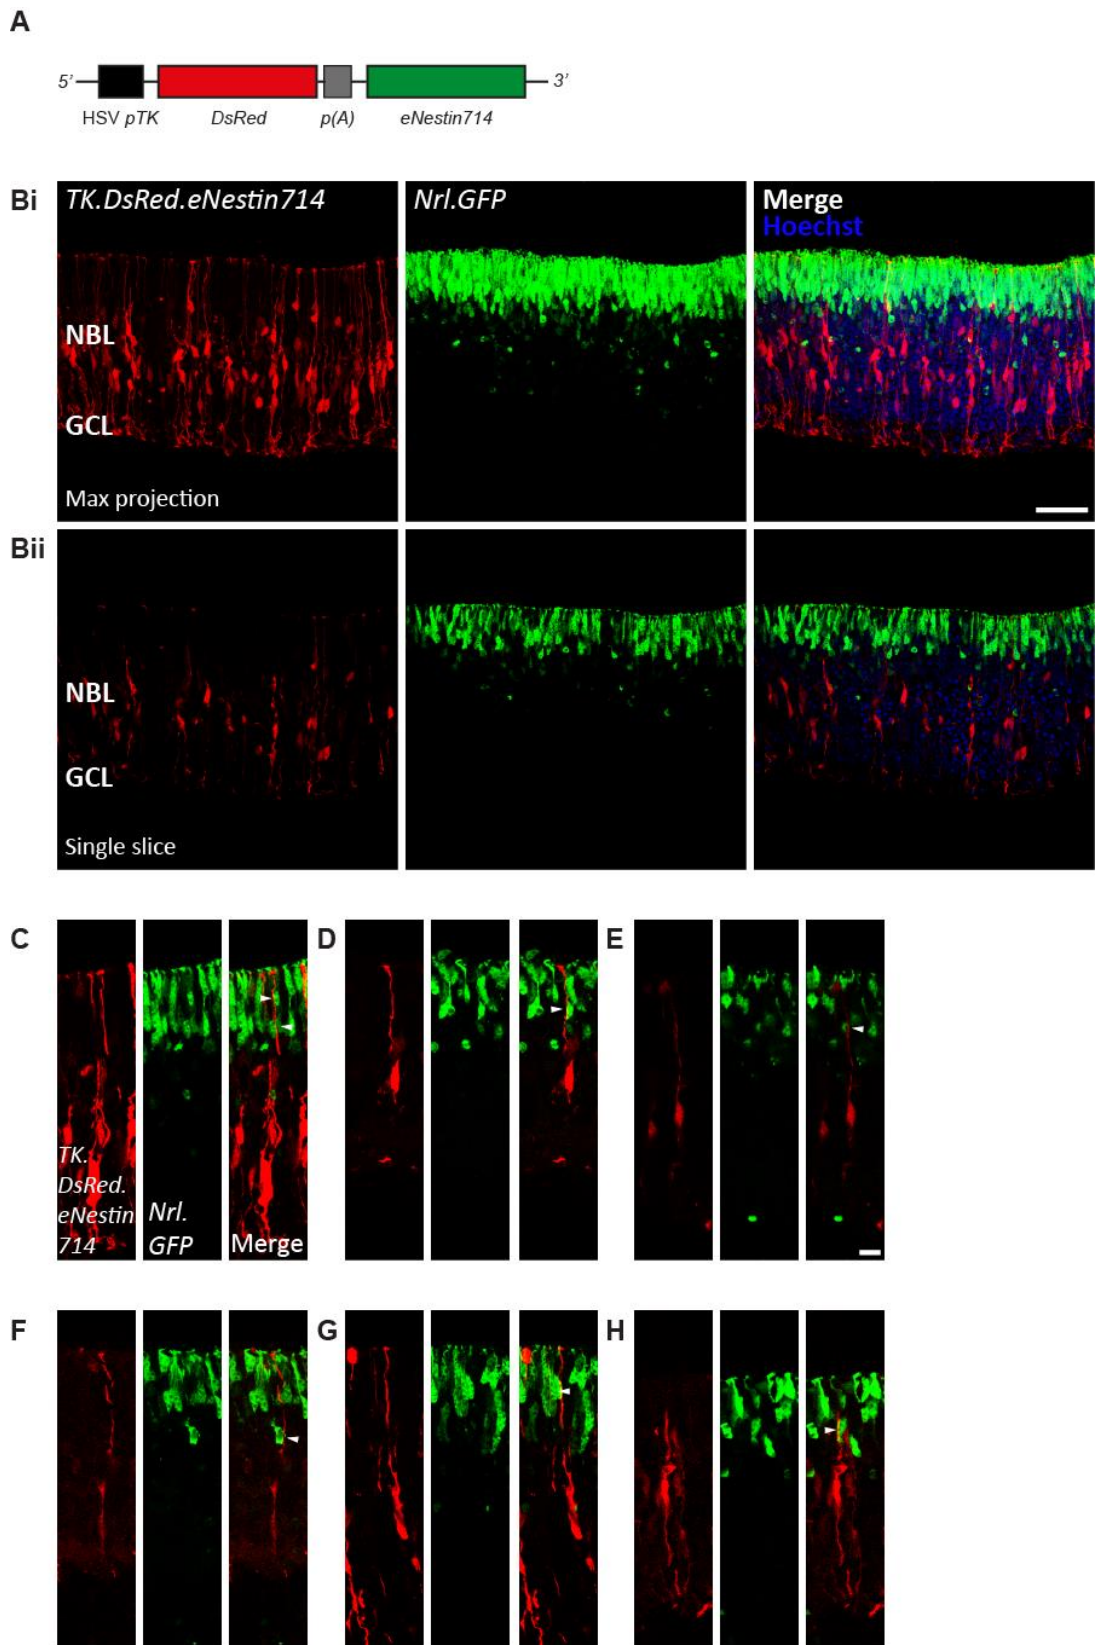 A
5’
3’
HSV pTK
DsRed
p(A)
eNestin714
Bi
TK.DsRed.eNestin714
Nrl.GFP
Merge
Hoechst
NBL
GCL
Max projection
Bii
NBL
GCL
Single slice
C
D
E
TK.
DsRed.
eNestin
714
Nrl.
GFP
Merge
F
G
H